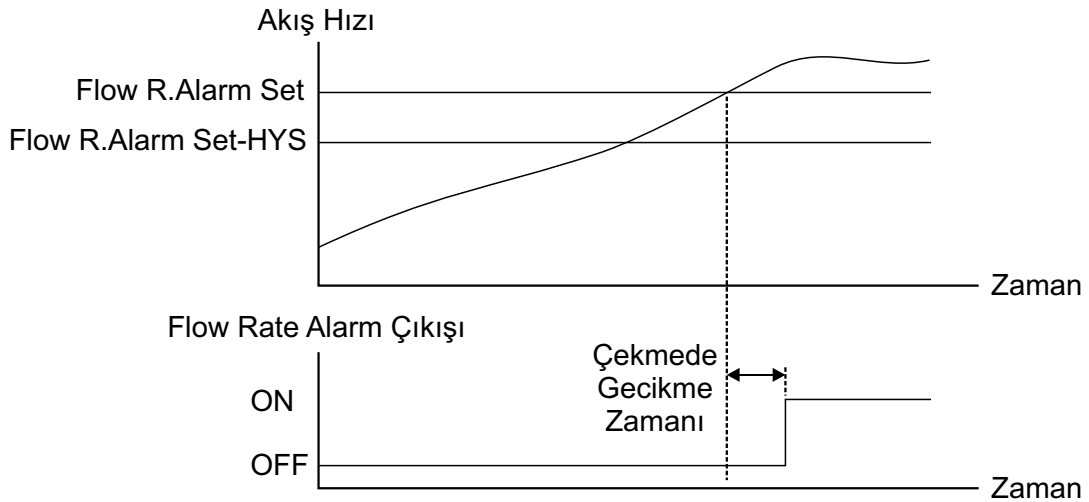 Akış Hızı
Flow R.Alarm Set
Flow R.Alarm Set-HYS
Zaman
Flow Rate Alarm Çıkışı
Çekmede
Gecikme
Zamanı
ON
OFF
Zaman